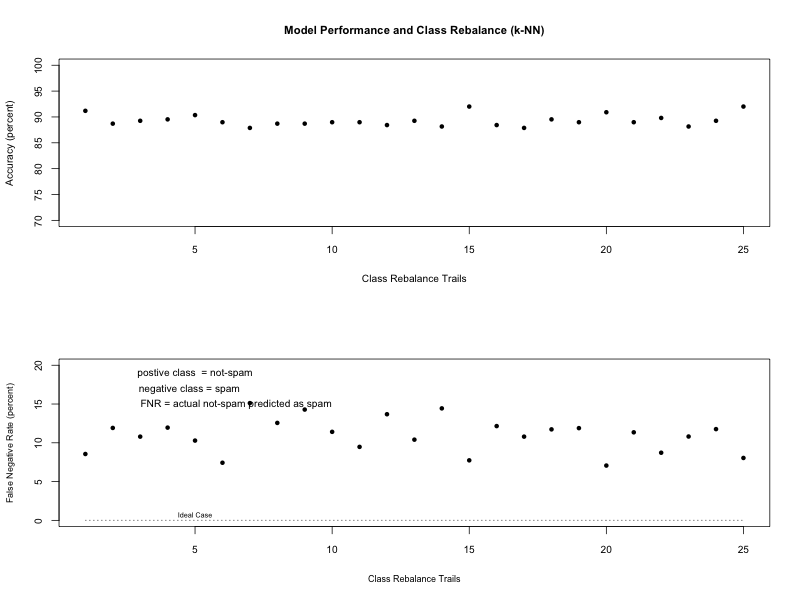 Model Performance and Class Rebalance (k-NN)
Accuracy (percent)
100
95
90
85
80
75
70
5
10
15
20
25
Class Rebalance Trails
False Negative Rate (percent)
20
15
10
5
0
postive class  = not-spam
negative class = spam
FNR = actual not-spam predicted as spam
Ideal Case
5
10
15
20
25
Class Rebalance Trails